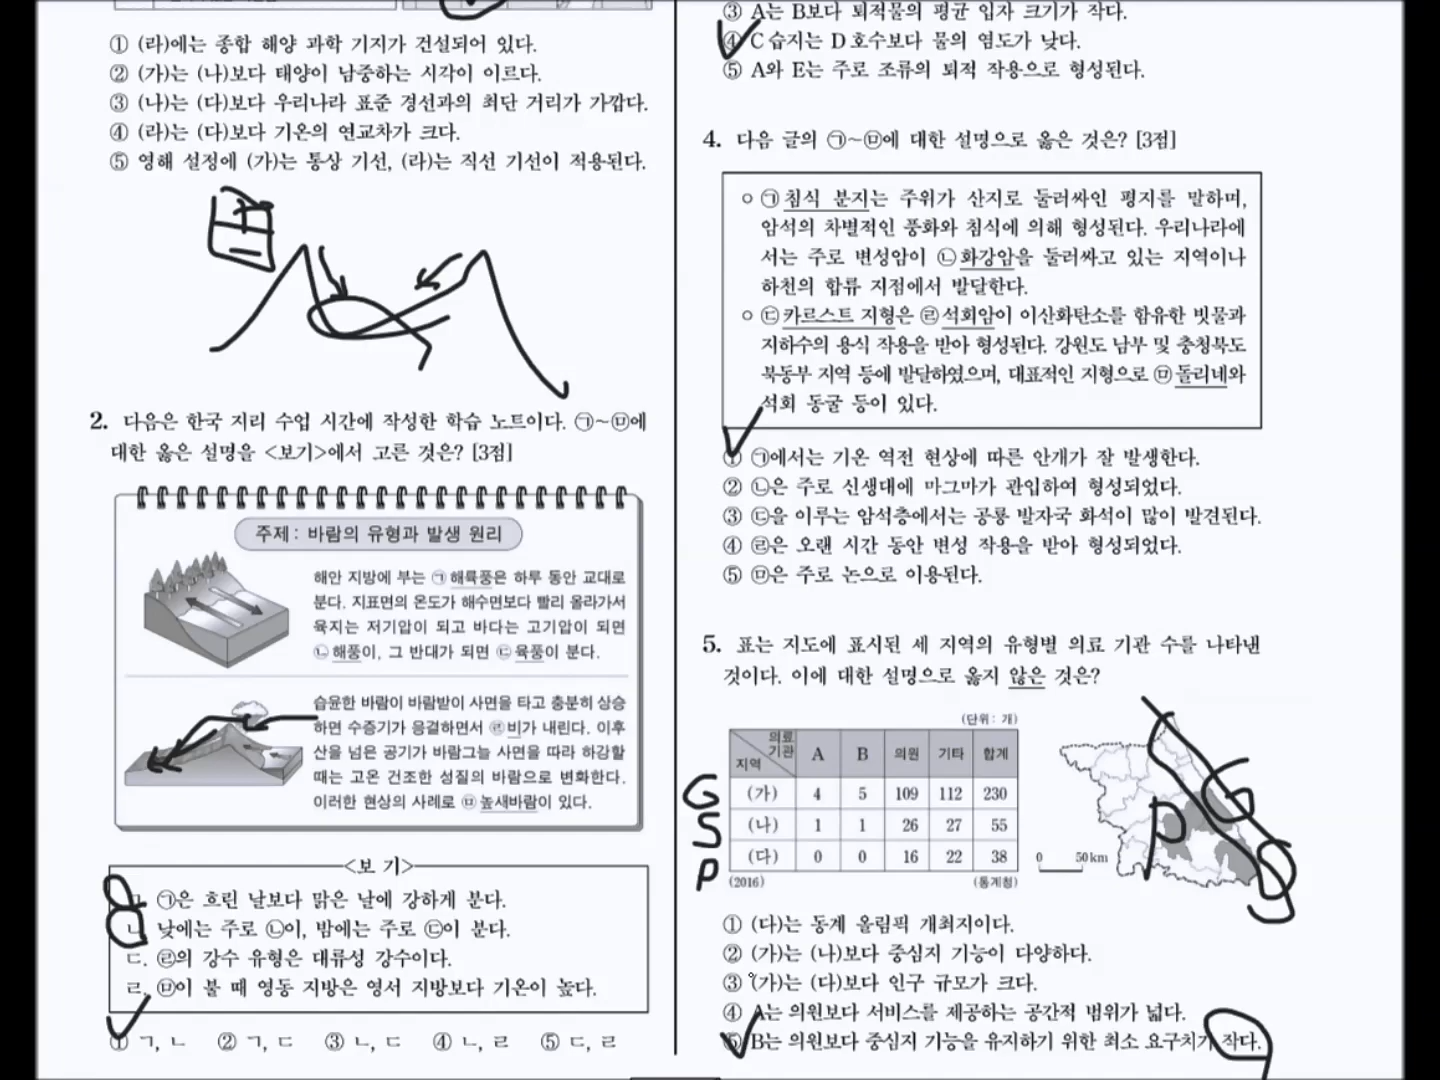 ① (라)에는 종합 해양 과학 기지가 건설되어 있다.
② (가)는 (나)보다 태양이 남중하는 시각이 이르다.
③ (나)는 (다)보다 우리나라 표준 경선과의 최단 거리가 가깝다.
④ (라)는 (다)보다 기온의 연교차가 크다.
⑤ 영해 설정에 (가)는 통상 기선, (라)는 직선 기선이 적용된다.
2. 다음은 한국 지리 수업 시간에 작성한 학습 노트이다. ㉠~㉤에
대한 옳은 설명을 <보기>에서 고른 것은? [3점]
주제 : 바람의 유형과 발생 원리
해안 지방에 부는 ㉠ 해륙풍은 하루 동안 교대로
분다. 지표면의 온도가 해수면보다 빨리 올라가서
육지는 저기압이 되고 바다는 고기압이 되면
㉡ 해풍이, 그 반대가 되면 ㉢ 육풍이 분다.
습윤한 바람이 바람받이 사면을 타고 충분히 상승
하면 수증기가 응결하면서 ㉣ 비가 내린다. 이후
산을 넘은 공기가 바람그늘 사면을 따라 하강할
때는 고온 건조한 성질의 바람으로 변화한다.
이러한 현상의 사례로 ㉤ 높새바람이 있다.
<보 기>
ㄱ. ㉠은 흐린 날보다 맑은 날에 강하게 분다.
ㄴ. 낮에는 주로 ㉡이, 밤에는 주로 ㉢이 분다.
ㄷ. ㉣의 강수 유형은 대류성 강수이다.
ㄹ. ㉤이 불 때 영동 지방은 영서 지방보다 기온이 높다.
① ㄱ, ㄴ ② ㄱ, ㄷ ③ ㄴ, ㄷ ④ ㄴ, ㄹ ⑤ ㄷ, ㄹ
③ A는 B보다 퇴적물의 평균 입자 크기가 작다.
④ C 습지는 D 호수보다 물의 염도가 낮다.
⑤ A와 E는 주로 조류의 퇴적 작용으로 형성된다.
4. 다음 글의 ㉠~㉤에 대한 설명으로 옳은 것은? [3점]
○ ㉠ 침식 분지는 주위가 산지로 둘러싸인 평지를 말하며,
암석의 차별적인 풍화와 침식에 의해 형성된다. 우리나라에
서는 주로 변성암이 ㉡ 화강암을 둘러싸고 있는 지역이나
하천의 합류 지점에서 발달한다.
○ ㉢ 카르스트 지형은 ㉣ 석회암이 이산화탄소를 함유한 빗물과
지하수의 용식 작용을 받아 형성된다. 강원도 남부 및 충청북도
북동부 지역 등에 발달하였으며, 대표적인 지형으로 ㉤ 돌리네와
석회 동굴 등이 있다.
① ㉠에서는 기온 역전 현상에 따른 안개가 잘 발생한다.
② ㉡은 주로 신생대에 마그마가 관입하여 형성되었다.
③ ㉢을 이루는 암석층에서는 공룡 발자국 화석이 많이 발견된다.
④ ㉣은 오랜 시간 동안 변성 작용을 받아 형성되었다.
⑤ ㉤은 주로 논으로 이용된다.
5. 표는 지도에 표시된 세 지역의 유형별 의료 기관 수를 나타낸
것이다. 이에 대한 설명으로 옳지 않은 것은?
(단위 : 개)
지역 의료 기관 A B 의원 기타 합계
G (가) 4 5 109 112 230
S (나) 1 1 26 27 55
P (다) 0 0 16 22 38
(2016) (통계청)
0 50 km
P G S
① (다)는 동계 올림픽 개최지이다.
② (가)는 (나)보다 중심지 기능이 다양하다.
③ (가)는 (다)보다 인구 규모가 크다.
④ A는 의원보다 서비스를 제공하는 공간적 범위가 넓다.
⑤ B는 의원보다 중심지 기능을 유지하기 위한 최소 요구치가 작다.